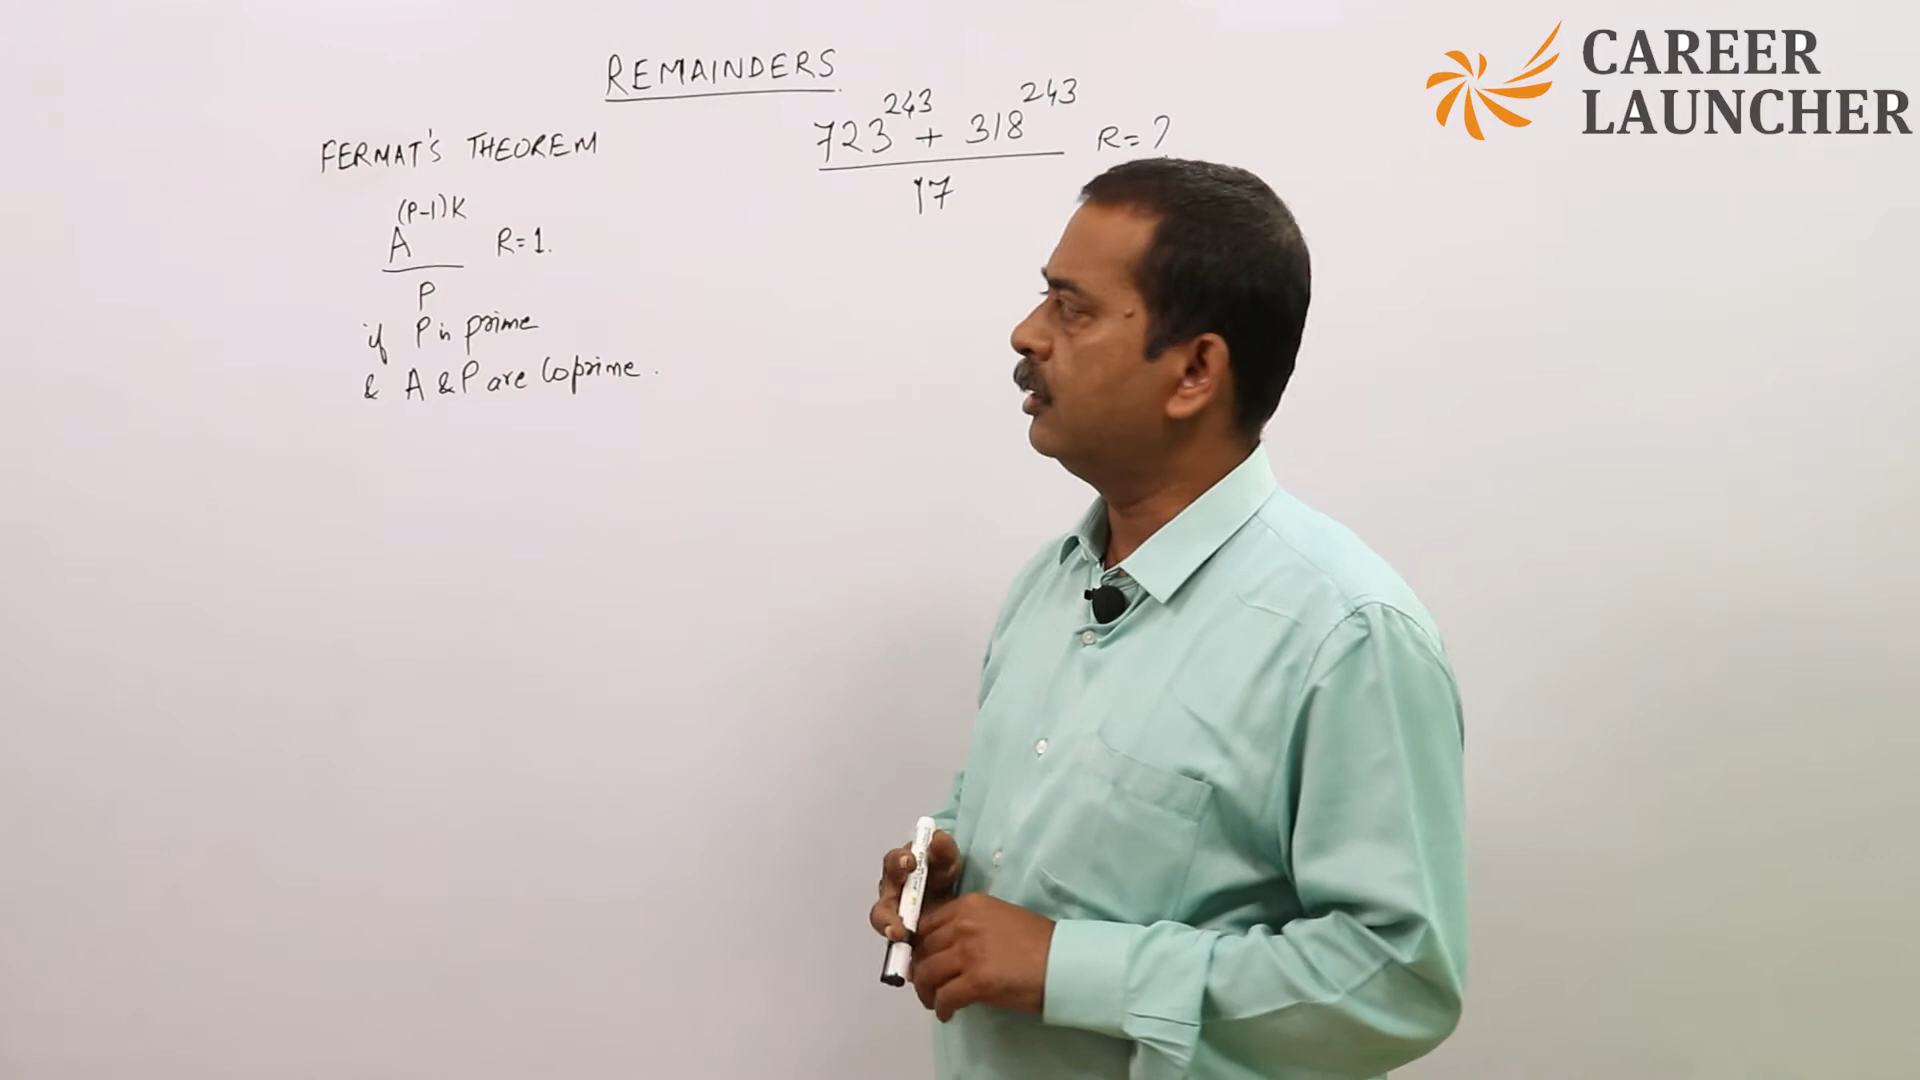 REMAINDERS
FERMAT'S THEOREM
A^(P-1)K R=1.
P
if P is prime
& A & P are Coprime.
723^243 + 318^243 R=?
17
CAREER
LAUNCHER